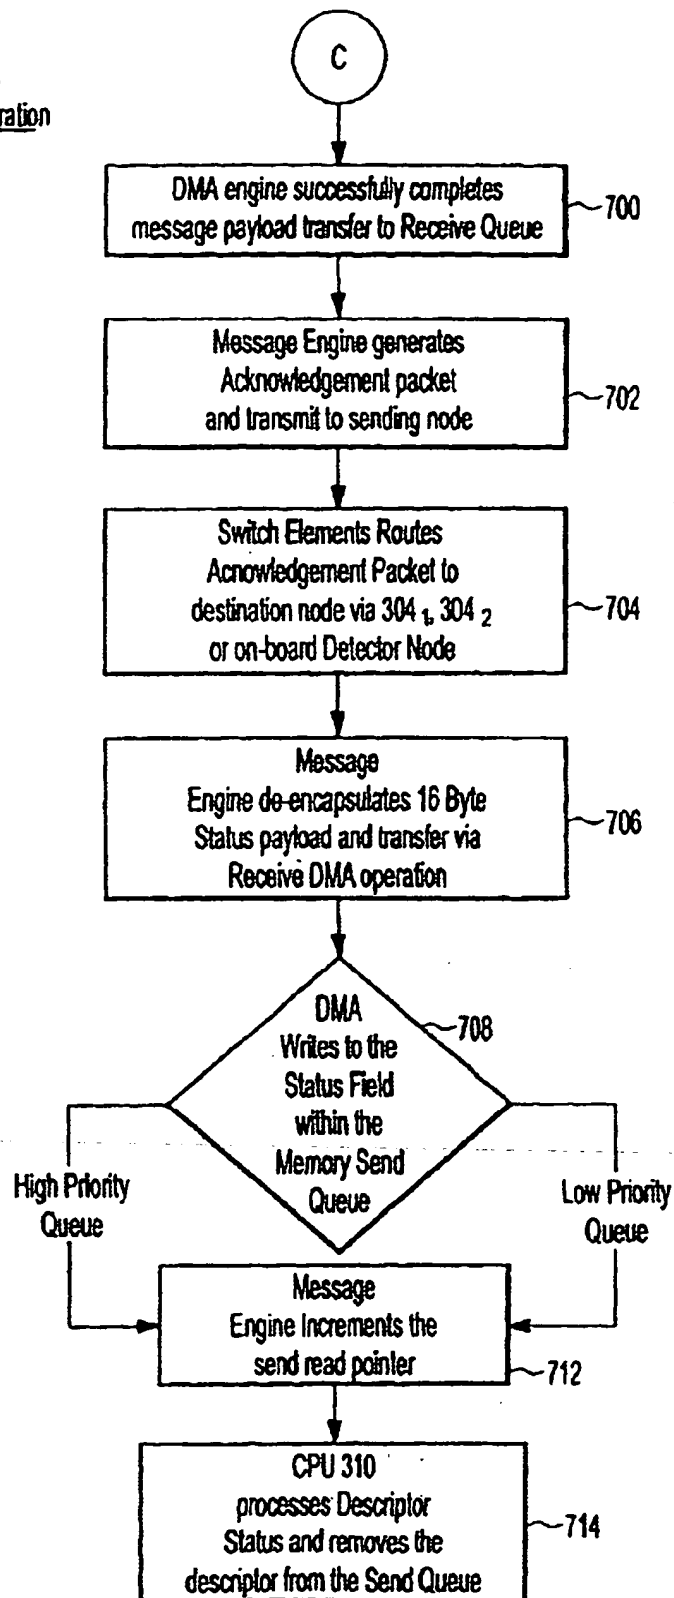 C
ration
DMA engine successfully completes
message payload transfer to Receive Queue
700
Message Engine generates
Acknowledgement packet
and transmit to sending node
702
Switch Elements Routes
Acnowledgement Packet to
destination node via 304 1, 304 2
or on-board Detector Node
704
Message
Engine de-encapsulates 16 Byte
Status payload and transfer via
Receive DMA operation
706
DMA
Writes to the
Status Field
within the
Memory Send
Queue
708
High Priority
Queue
Low Priority
Queue
Message
Engine Increments the
send read pointer
712
CPU 310
processes Descriptor
Status and removes the
descriptor from the Send Queue
714